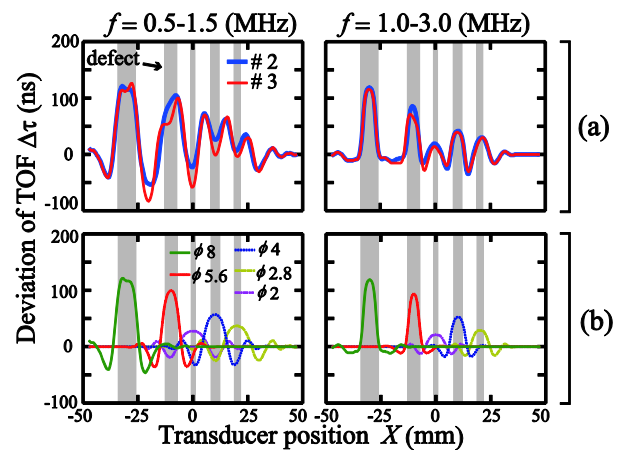 f = 0.5-1.5 (MHz) f = 1.0-3.0 (MHz)
Deviation of TOF Δτ (ns)
200
100
0
-100
defect
# 2
# 3
(a)
200
100
0
-100
ϕ 8
ϕ 5.6
ϕ 4
ϕ 2.8
ϕ 2
(b)
-50 -25 0 25 50 -50 -25 0 25 50
Transducer position X (mm)